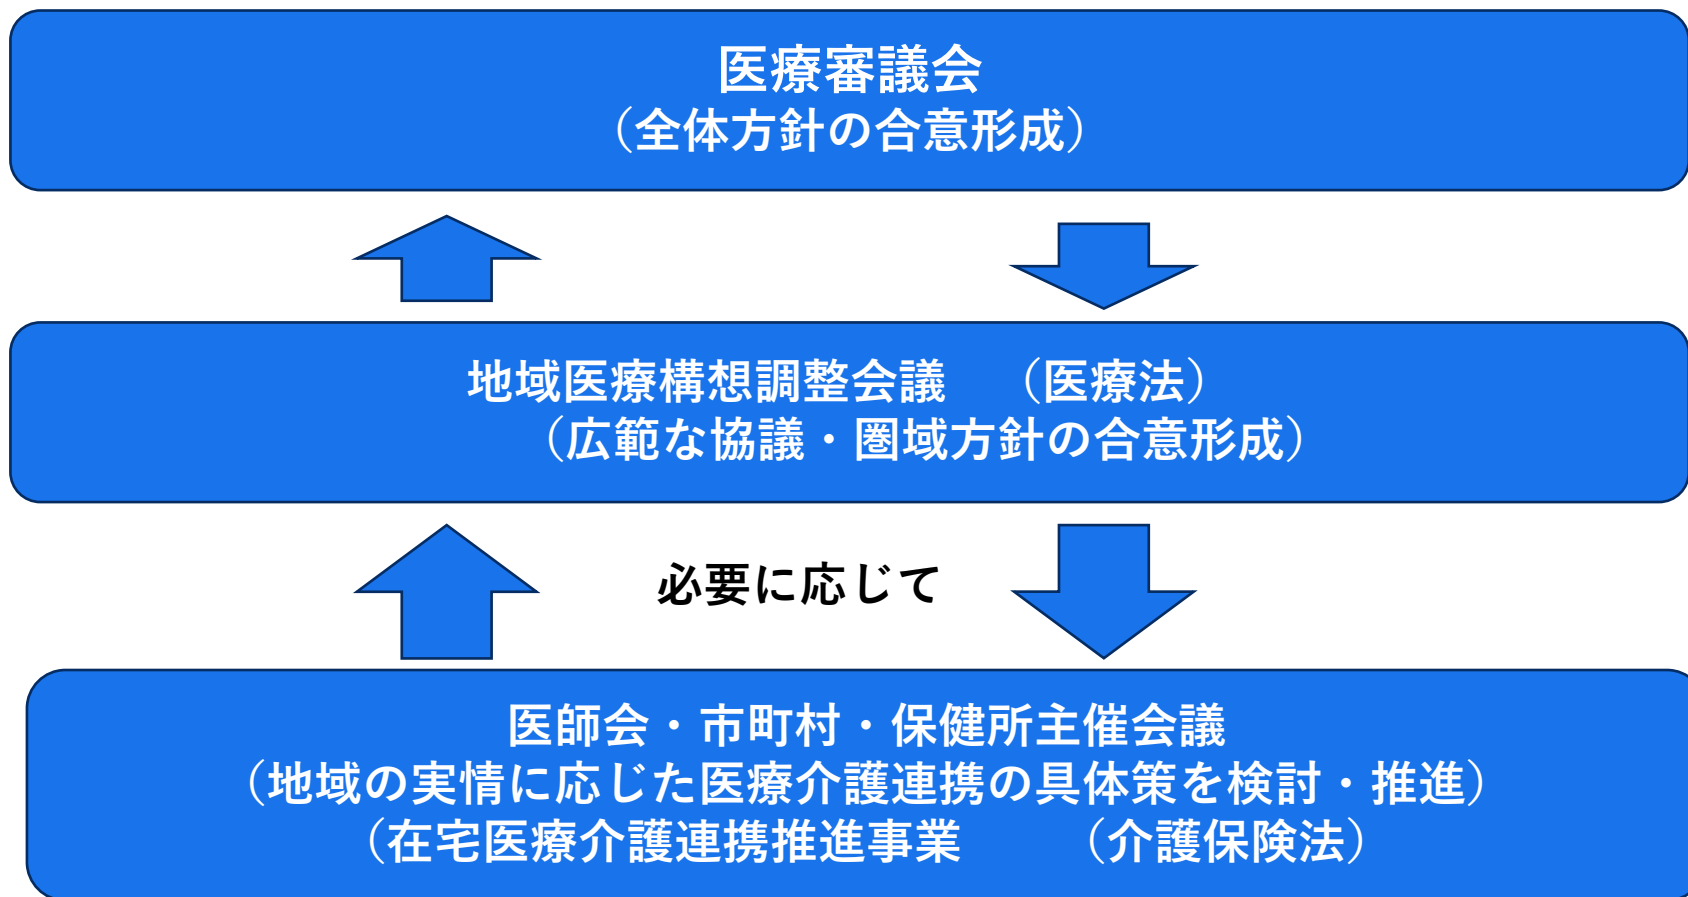 医療審議会
（全体方針の合意形成）
地域医療構想調整会議　（医療法）
（広範な協議・圏域方針の合意形成）
必要に応じて
医師会・市町村・保健所主催会議
（地域の実情に応じた医療介護連携の具体策を検討・推進）
（在宅医療介護連携推進事業　　（介護保険法）